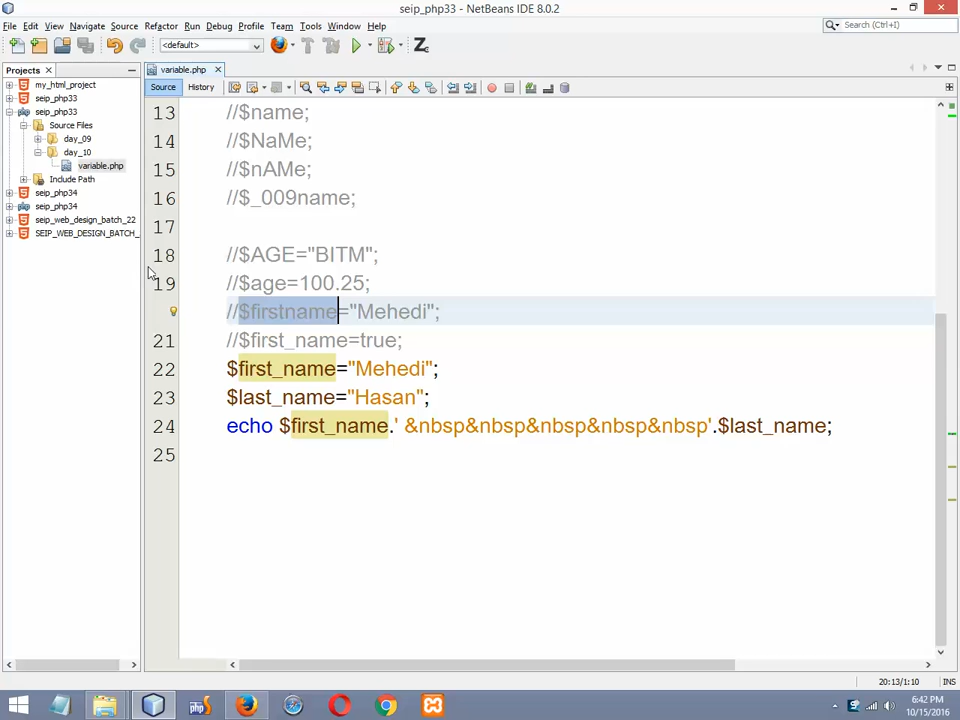 seip_php33 - NetBeans IDE 8.0.2
File Edit View Navigate Source Refactor Run Debug Profile Team Tools Window Help
<default>
Search (Ctrl+I)
Projects
variable.php
Source History
my_html_project
seip_php33
seip_php33
Source Files
day_09
day_10
variable.php
Include Path
seip_php34
seip_php34
seip_web_design_batch_22
SEIP_WEB_DESIGN_BATCH_
13 //$name;
14 //$NaMe;
15 //$nAMe;
16 //$_009name;
17
18 //$AGE="BITM";
19 //$age=100.25;
//$firstname="Mehedi";
21 //$first_name=true;
22 $first_name="Mehedi";
23 $last_name="Hasan";
24 echo $first_name.' &nbsp&nbsp&nbsp&nbsp&nbsp'.$last_name;
25
20:13/1:10 INS
6:42 PM
10/15/2016